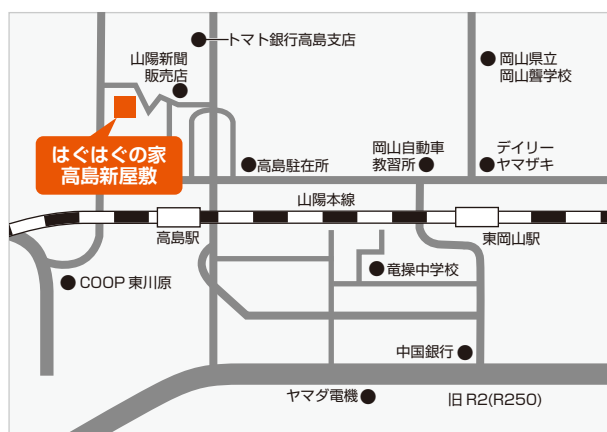 トマト銀行高島支店
山陽新聞
販売店
岡山県立
岡山聾学校
はぐはぐの家
高島新屋敷
高島駐在所
岡山自動車
教習所
デイリー
ヤマザキ
山陽本線
高島駅
東岡山駅
COOP 東川原
竜操中学校
中国銀行
ヤマダ電機
旧 R2(R250)